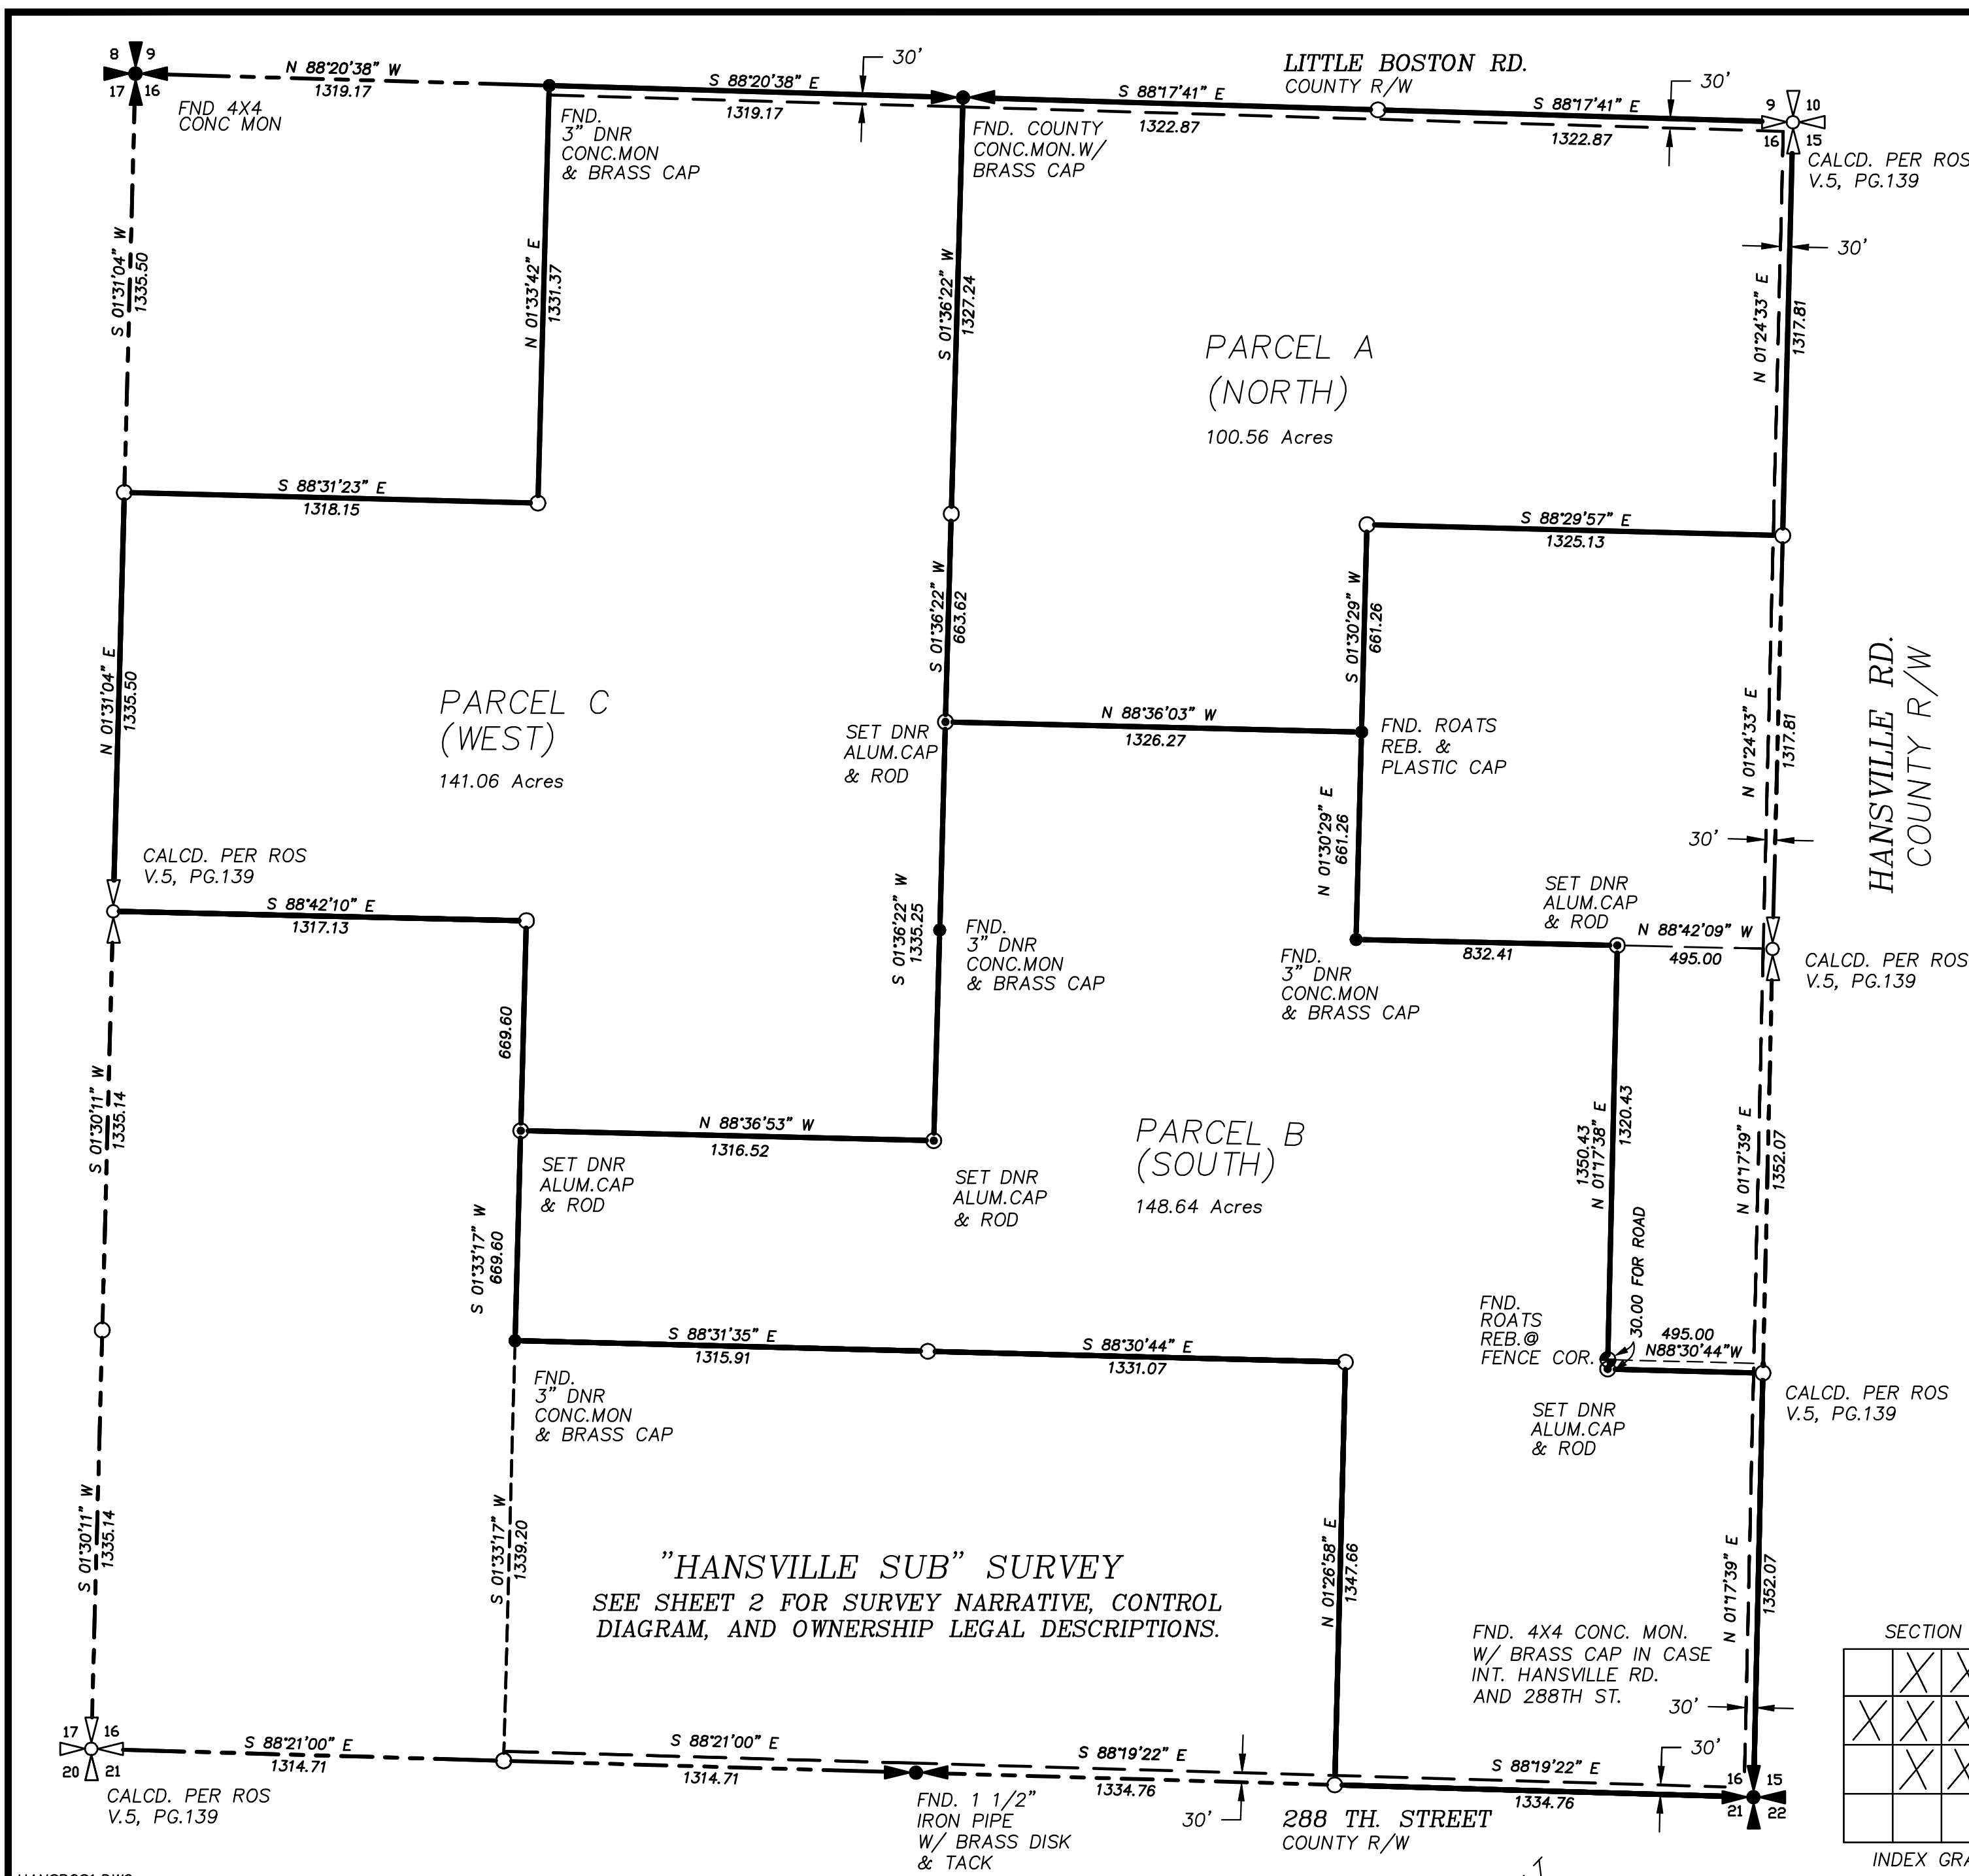 8 9
17 16
FND 4X4
CONC MON
N 88°20'38" W
1319.17
FND.
3" DNR
CONC.MON
& BRASS CAP
S 88°20'38" E
1319.17
30'
FND. COUNTY
CONC.MON.W/
BRASS CAP
S 88°17'41" E
1322.87
LITTLE BOSTON RD.
COUNTY R/W
S 88°17'41" E
1322.87
30'
9 10
16 15
CALCD. PER ROS
V.5, PG.139
S 01°31'04" W
1335.50
N 01°33'42" E
1331.37
S 01°36'22" W
1327.24
PARCEL A
(NORTH)
100.56 Acres
N 01°24'33" E
1317.81
30'
S 88°31'23" E
1318.15
S 88°29'57" E
1325.13
S 01°36'22" W
663.62
S 01°30'29" W
661.26
N 01°31'04" E
1335.50
PARCEL C
(WEST)
141.06 Acres
SET DNR
ALUM.CAP
& ROD
N 88°36'03" W
1326.27
FND. ROATS
REB. &
PLASTIC CAP
N 01°24'33" E
1317.81
HANSVILLE RD.
COUNTY R/W
30'
CALCD. PER ROS
V.5, PG.139
S 88°42'10" E
1317.13
S 01°36'22" W
1335.25
FND.
3" DNR
CONC.MON
& BRASS CAP
N 01°30'29" E
661.26
FND.
3" DNR
CONC.MON
& BRASS CAP
832.41
SET DNR
ALUM.CAP
& ROD
N 88°42'09" W
495.00
CALCD. PER ROS
V.5, PG.139
669.60
S 01°30'11" W
1335.14
N 88°36'53" W
1316.52
SET DNR
ALUM.CAP
& ROD
SET DNR
ALUM.CAP
& ROD
PARCEL B
(SOUTH)
148.64 Acres
1350.43
N 01°17'38" E
1320.43
N 01°17'39" E
1352.07
S 01°33'17" W
669.60
30.00 FOR ROAD
FND.
ROATS
REB.@
FENCE COR.
495.00
N88°30'44"W
S 88°31'35" E
1315.91
S 88°30'44" E
1331.07
FND.
3" DNR
CONC.MON
& BRASS CAP
SET DNR
ALUM.CAP
& ROD
CALCD. PER ROS
V.5, PG.139
S 01°30'11" W
1335.14
S 01°33'17" W
1339.20
"HANSVILLE SUB" SURVEY
SEE SHEET 2 FOR SURVEY NARRATIVE, CONTROL
DIAGRAM, AND OWNERSHIP LEGAL DESCRIPTIONS.
N 01°26'58" E
1347.66
FND. 4X4 CONC. MON.
W/ BRASS CAP IN CASE
INT. HANSVILLE RD.
AND 288TH ST.
N 01°17'39" E
1352.07
30'
SECTION
17 16
20 21
CALCD. PER ROS
V.5, PG.139
S 88°21'00" E
1314.71
S 88°21'00" E
1314.71
FND. 1 1/2"
IRON PIPE
W/ BRASS DISK
& TACK
S 88°19'22" E
1334.76
30'
288 TH. STREET
COUNTY R/W
S 88°19'22" E
1334.76
30'
16 15
21 22
INDEX GRA